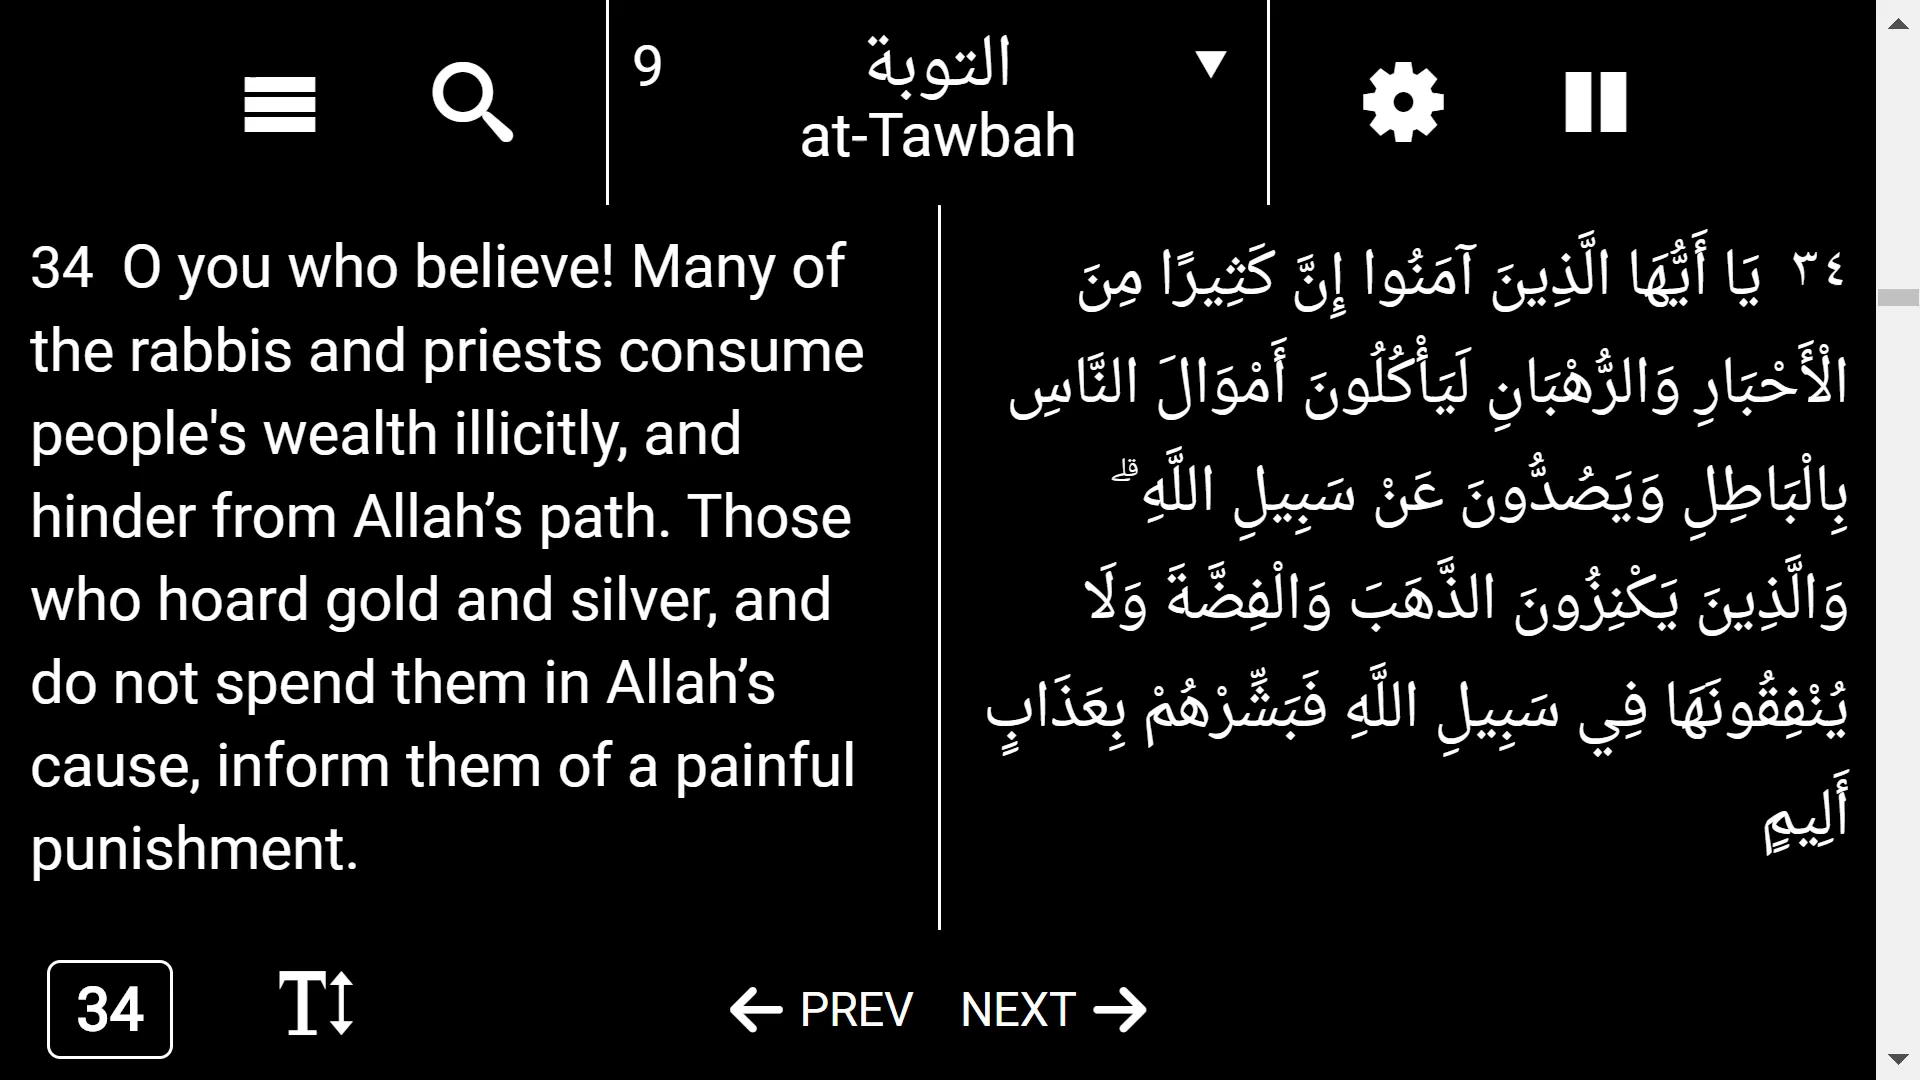 9
التوبة
at-Tawbah
34 O you who believe! Many of
the rabbis and priests consume
people's wealth illicitly, and
hinder from Allah’s path. Those
who hoard gold and silver, and
do not spend them in Allah’s
cause, inform them of a painful
punishment.
٣٤ يَا أَيُّهَا الَّذِينَ آمَنُوا إِنَّ كَثِيرًا مِنَ
الْأَحْبَارِ وَالرُّهْبَانِ لَيَأْكُلُونَ أَمْوَالَ النَّاسِ
بِالْبَاطِلِ وَيَصُدُّونَ عَنْ سَبِيلِ اللَّهِ ۗ
وَالَّذِينَ يَكْنِزُونَ الذَّهَبَ وَالْفِضَّةَ وَلَا
يُنْفِقُونَهَا فِي سَبِيلِ اللَّهِ فَبَشِّرْهُمْ بِعَذَابٍ
أَلِيمٍ
34
T
PREV NEXT